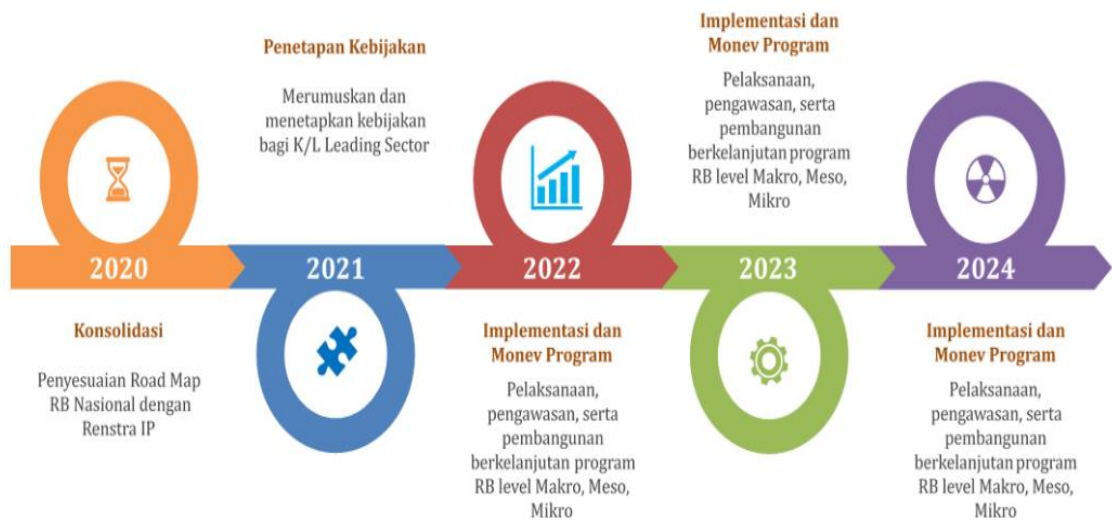 2020
Konsolidasi
Penyesuaian Road Map
RB Nasional dengan
Renstra IP
Penetapan Kebijakan
Merumuskan dan
menetapkan kebijakan
bagi K/L Leading Sector
2021
2022
Implementasi dan
Monev Program
Pelaksanaan,
pengawasan, serta
pembangunan
berkelanjutan program
RB level Makro, Meso,
Mikro
Implementasi dan
Monev Program
Pelaksanaan,
pengawasan, serta
pembangunan
berkelanjutan program
RB level Makro, Meso,
Mikro
2023
2024
Implementasi dan
Monev Program
Pelaksanaan,
pengawasan, serta
pembangunan
berkelanjutan program
RB level Makro, Meso,
Mikro